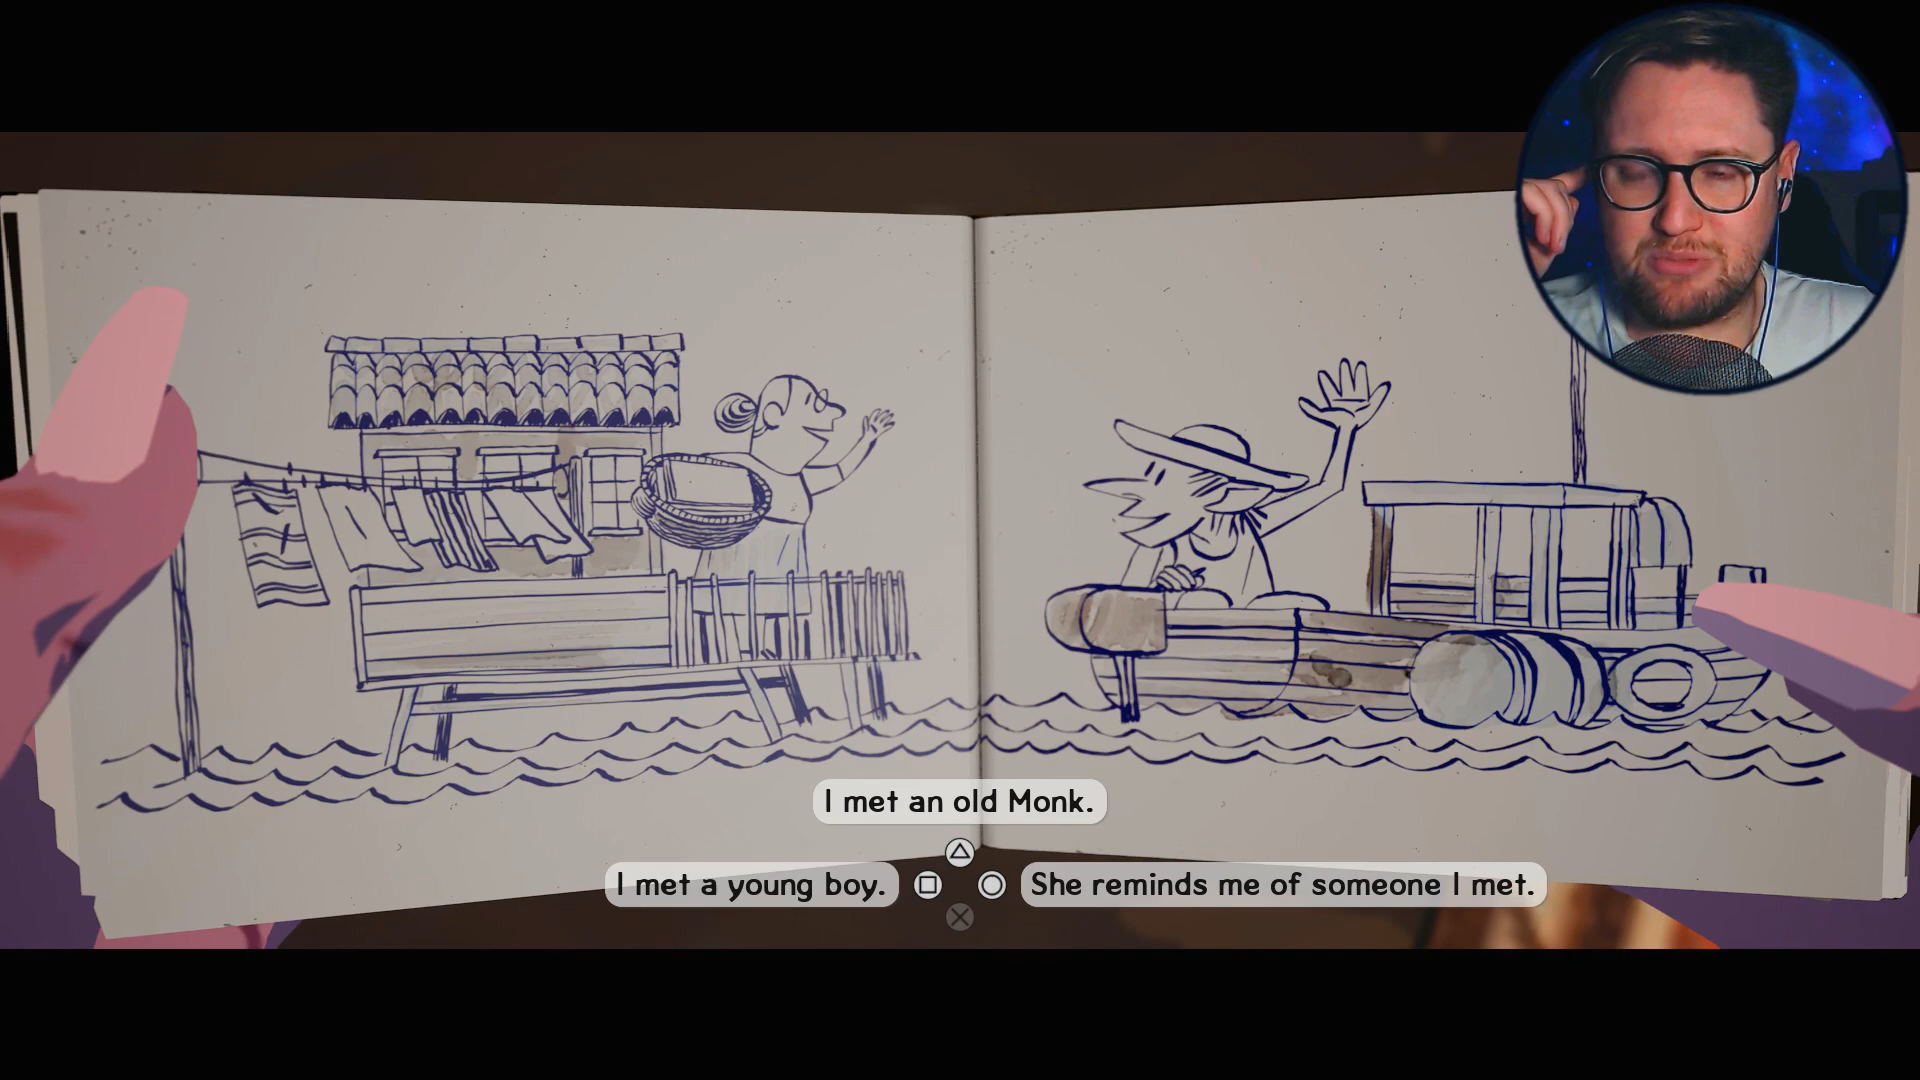 I met an old Monk.
I met a young boy.
She reminds me of someone I met.